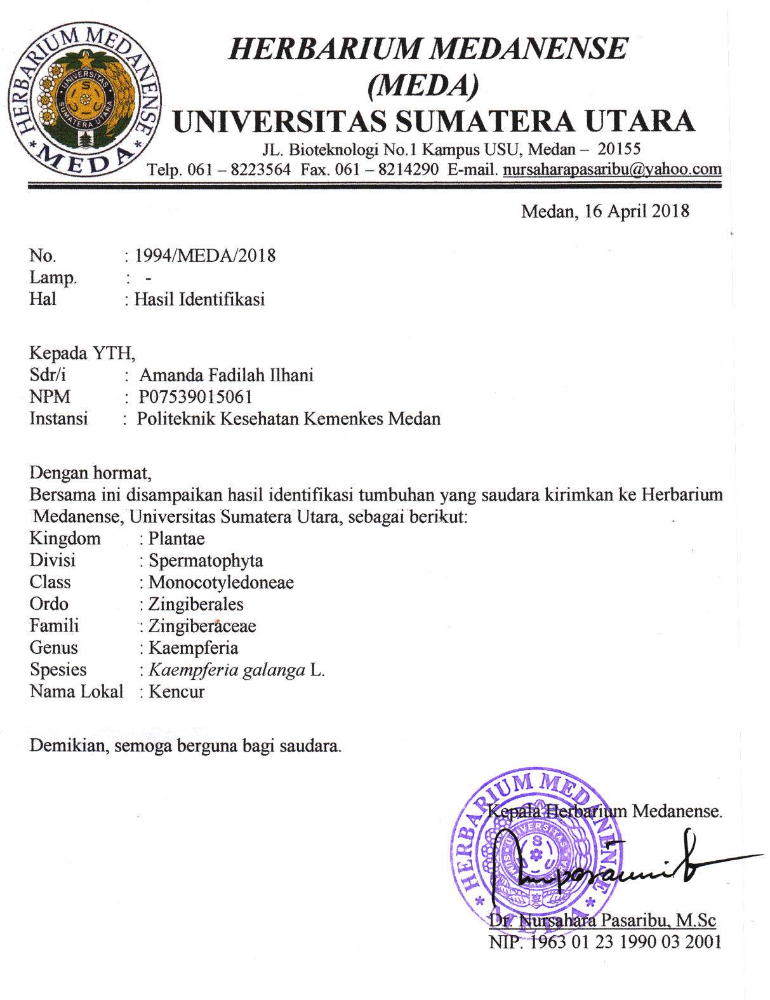 HERBARIUM MEDANENSE
* MEDA *
UNIVERSITAS
SUMATERA UTARA
HERBARIUM MEDANENSE
(MEDA)
UNIVERSITAS SUMATERA UTARA
JL. Bioteknologi No.1 Kampus USU, Medan – 20155
Telp. 061 – 8223564 Fax. 061 – 8214290 E-mail. nursaharapasaribu@yahoo.com
Medan, 16 April 2018
No. : 1994/MEDA/2018
Lamp. : -
Hal : Hasil Identifikasi
Kepada YTH,
Sdr/i : Amanda Fadilah Ilhani
NPM : P07539015061
Instansi : Politeknik Kesehatan Kemenkes Medan
Dengan hormat,
Bersama ini disampaikan hasil identifikasi tumbuhan yang saudara kirimkan ke Herbarium
Medanense, Universitas Sumatera Utara, sebagai berikut:
Kingdom : Plantae
Divisi : Spermatophyta
Class : Monocotyledoneae
Ordo : Zingiberales
Famili : Zingiberaceae
Genus : Kaempferia
Spesies : Kaempferia galanga L.
Nama Lokal : Kencur
Demikian, semoga berguna bagi saudara.
HERBARIUM MEDANENSE
* MEDA *
UNIVERSITAS
SUMATERA UTARA
Kepala Herbarium Medanense.
Dr. Nursahara Pasaribu, M.Sc
NIP. 1963 01 23 1990 03 2001